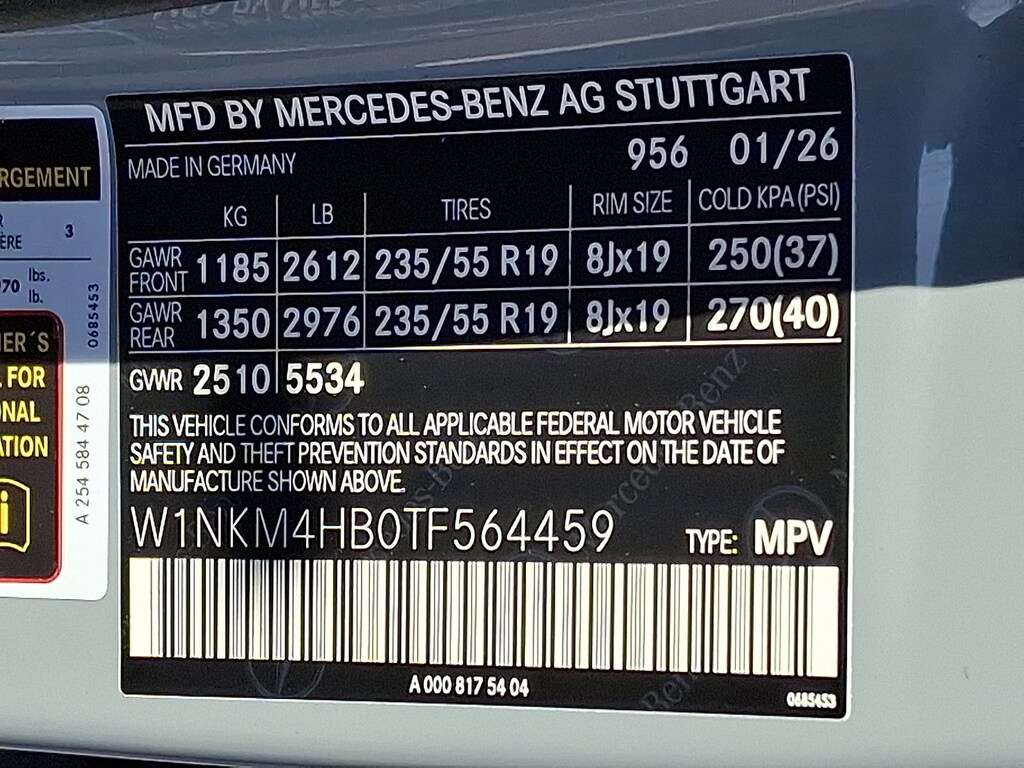 MFD BY MERCEDES-BENZ AG STUTTGART
MADE IN GERMANY 956 01/26
KG LB TIRES RIM SIZE COLD KPA (PSI)
GAWR FRONT 1185 2612 235/55 R19 8Jx19 250(37)
GAWR REAR 1350 2976 235/55 R19 8Jx19 270(40)
GVWR 2510 5534
THIS VEHICLE CONFORMS TO ALL APPLICABLE FEDERAL MOTOR VEHICLE
SAFETY AND THEFT PREVENTION STANDARDS IN EFFECT ON THE DATE OF
MANUFACTURE SHOWN ABOVE.
W1NKM4HB0TF564459 TYPE: MPV
A 000 817 54 04
0685453
RGEMENT
3
ÈRE
70 lbs.
lb.
0685453
ER´S
FOR
NAL
ATION
i
A 254 584 47 08
Mercedes-Benz